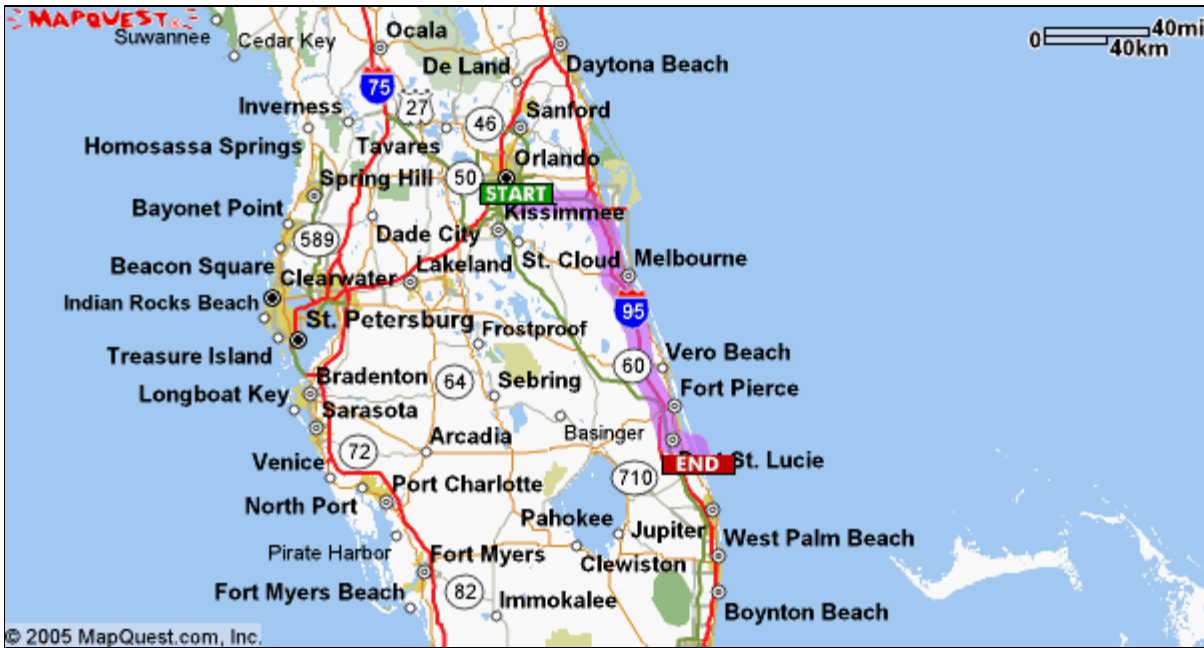 MAPQUEST
Suwannee
Cedar Key
Ocala
De Land
Daytona Beach
0 40mi
40km
75
27
Inverness
46
Sanford
Homosassa Springs
Tavares
Orlando
Spring Hill
50
START
Bayonet Point
Kissimmee
589
Dade City
St. Cloud
Melbourne
Beacon Square
Clearwater
Lakeland
Indian Rocks Beach
95
St. Petersburg
Frostproof
Treasure Island
60
Vero Beach
Bradenton
64
Sebring
Fort Pierce
Longboat Key
Sarasota
Arcadia
Basinger
72
Venice
END
St. Lucie
710
Port Charlotte
North Port
Pahokee
Jupiter
West Palm Beach
Pirate Harbor
Fort Myers
Clewiston
Fort Myers Beach
82
Immokalee
Boynton Beach
© 2005 MapQuest.com, Inc.